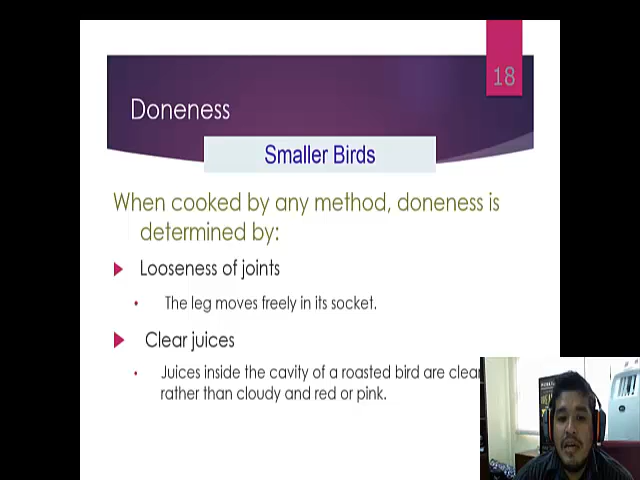 18
Doneness
Smaller Birds
When cooked by any method, doneness is
determined by:
Looseness of joints
The leg moves freely in its socket.
Clear juices
Juices inside the cavity of a roasted bird are clear
rather than cloudy and red or pink.